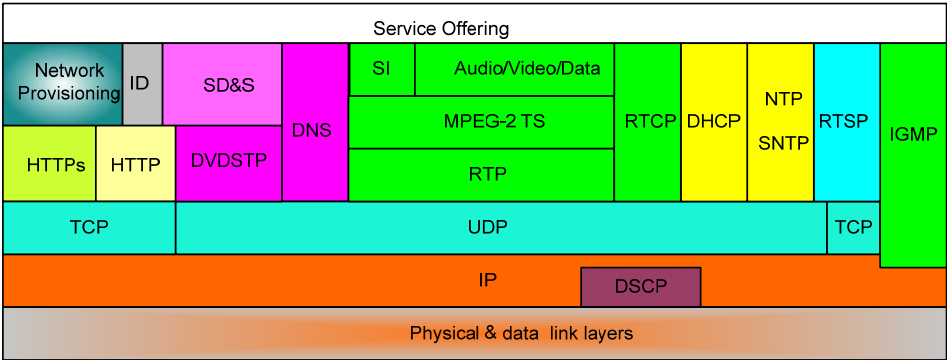 Service Offering
Network
Provisioning
ID
SD&S
DNS
SI
Audio/Video/Data
MPEG-2 TS
RTP
RTCP
DHCP
NTP
SNTP
RTSP
IGMP
HTTPs
HTTP
DVDSTP
TCP
UDP
TCP
IP
DSCP
Physical & data link layers